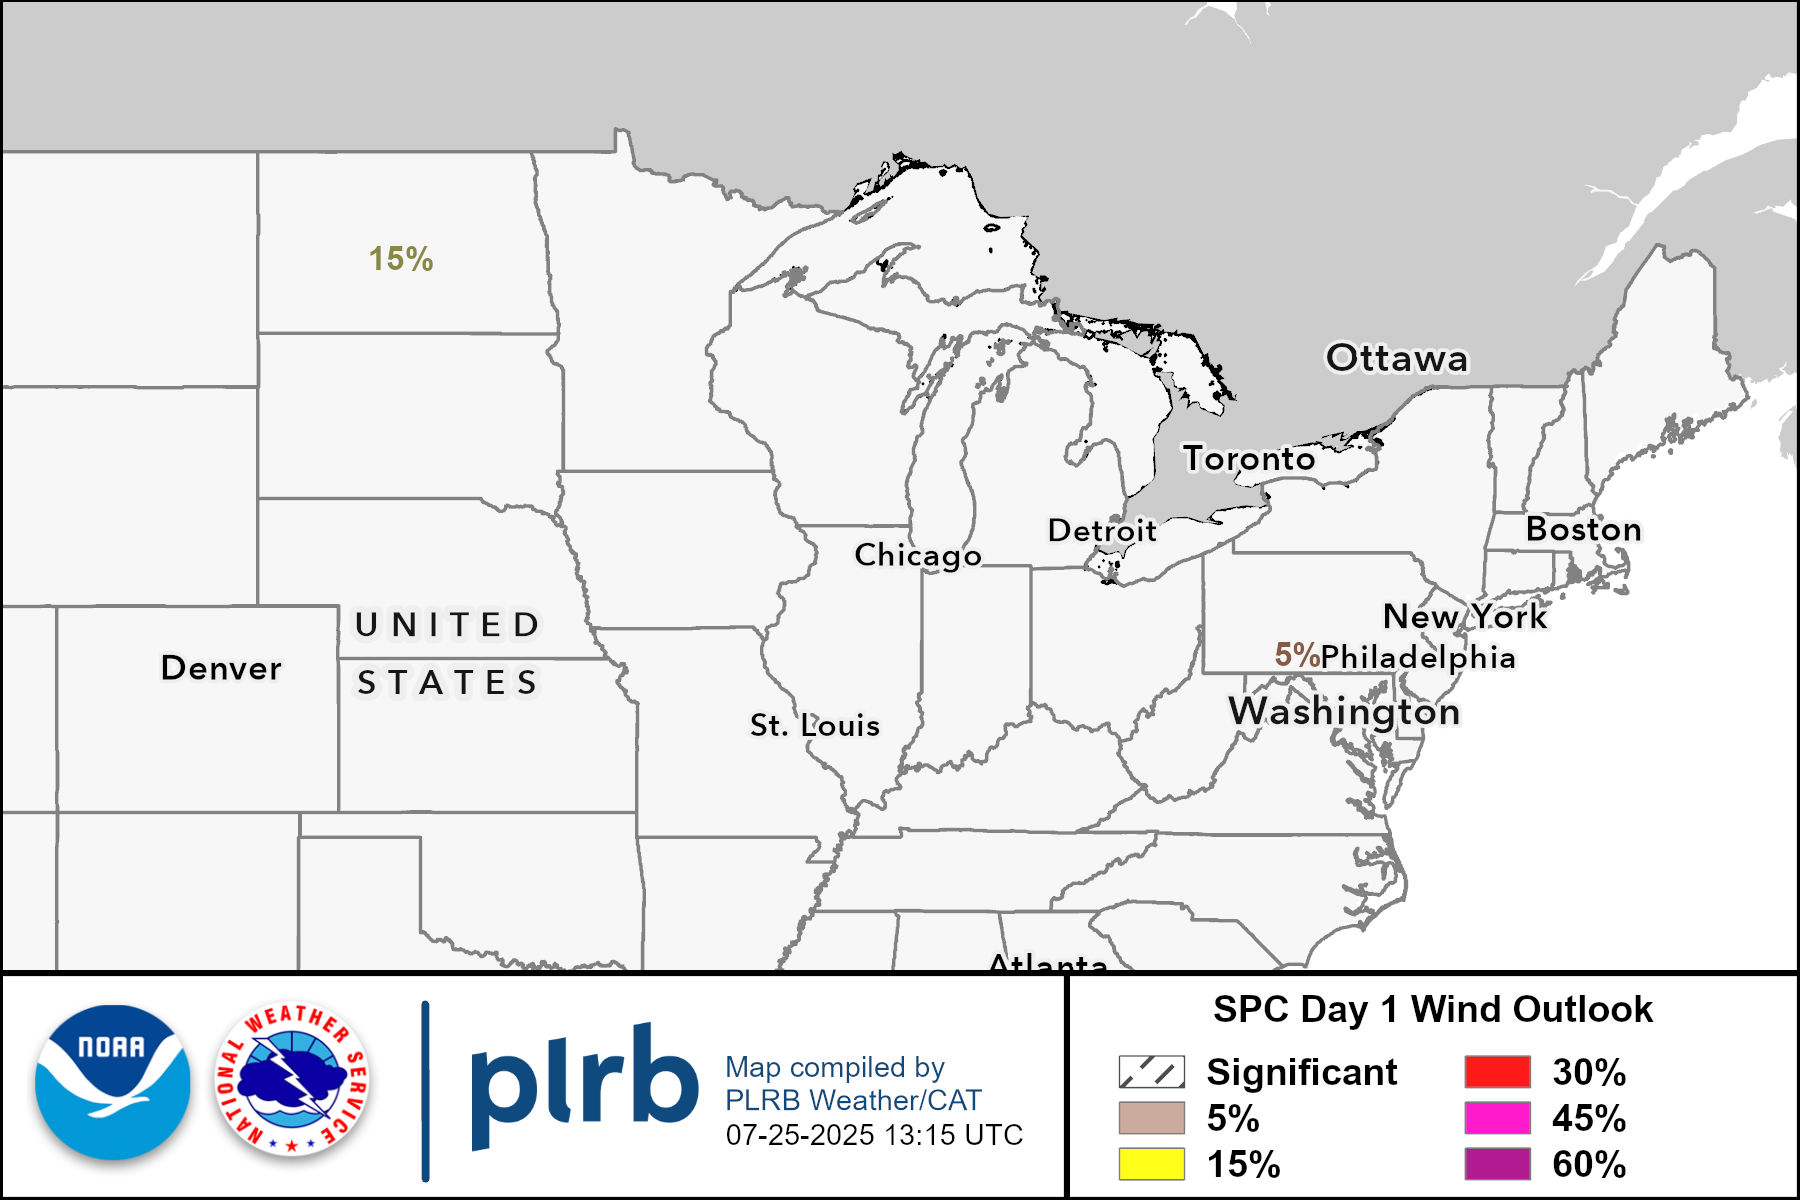 15%
Ottawa
Toronto
Detroit
Boston
Chicago
New York
UNITED
STATES
5%
Philadelphia
Denver
Washington
St. Louis
Atlanta
NOAA
NATIONAL WEATHER SERVICE
plrb
Map compiled by
PLRB Weather/CAT
07-25-2025 13:15 UTC
SPC Day 1 Wind Outlook
Significant
5%
15%
30%
45%
60%